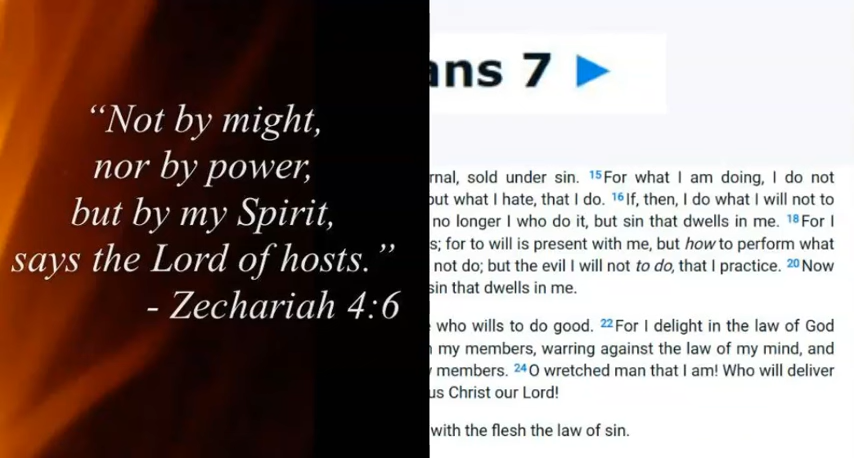 “Not by might,
nor by power,
but by my Spirit,
says the Lord of hosts.”
- Zechariah 4:6
ans 7
sold under sin. 15 For what I am doing, I do not
but what I hate, that I do. 16 If, then, I do what I will not to
no longer I who do it, but sin that dwells in me. 18 For I
for to will is present with me, but how to perform what
not do; but the evil I will not to do, that I practice. 20 Now
sin that dwells in me.
who wills to do good. 22 For I delight in the law of God
my members, warring against the law of my mind, and
members. 24 O wretched man that I am! Who will deliver
us Christ our Lord!
with the flesh the law of sin.